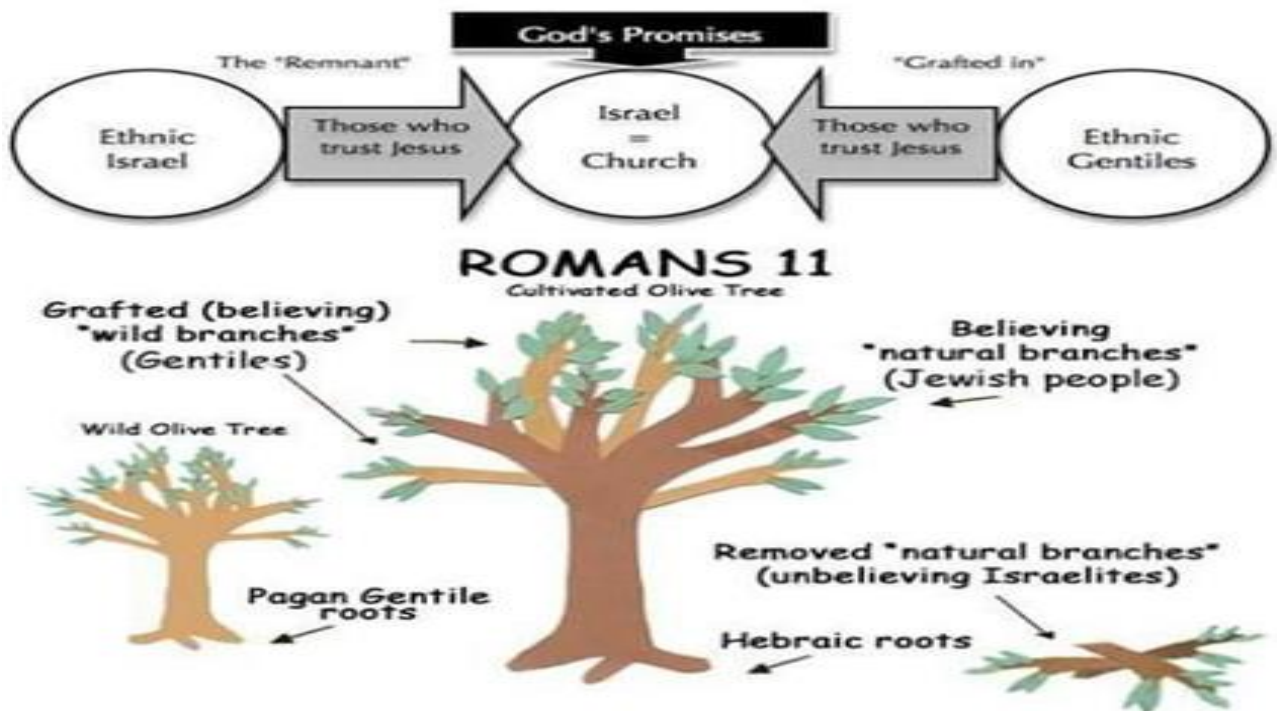 God's Promises
The "Remnant"
"Grafted in"
Ethnic
Israel
Those who
trust Jesus
Israel
=
Church
Those who
trust Jesus
Ethnic
Gentiles
ROMANS 11
Cultivated Olive Tree
Grafted (believing)
"wild branches"
(Gentiles)
Believing
"natural branches"
(Jewish people)
Wild Olive Tree
Removed "natural branches"
(unbelieving Israelites)
Pagan Gentile
roots
Hebraic roots